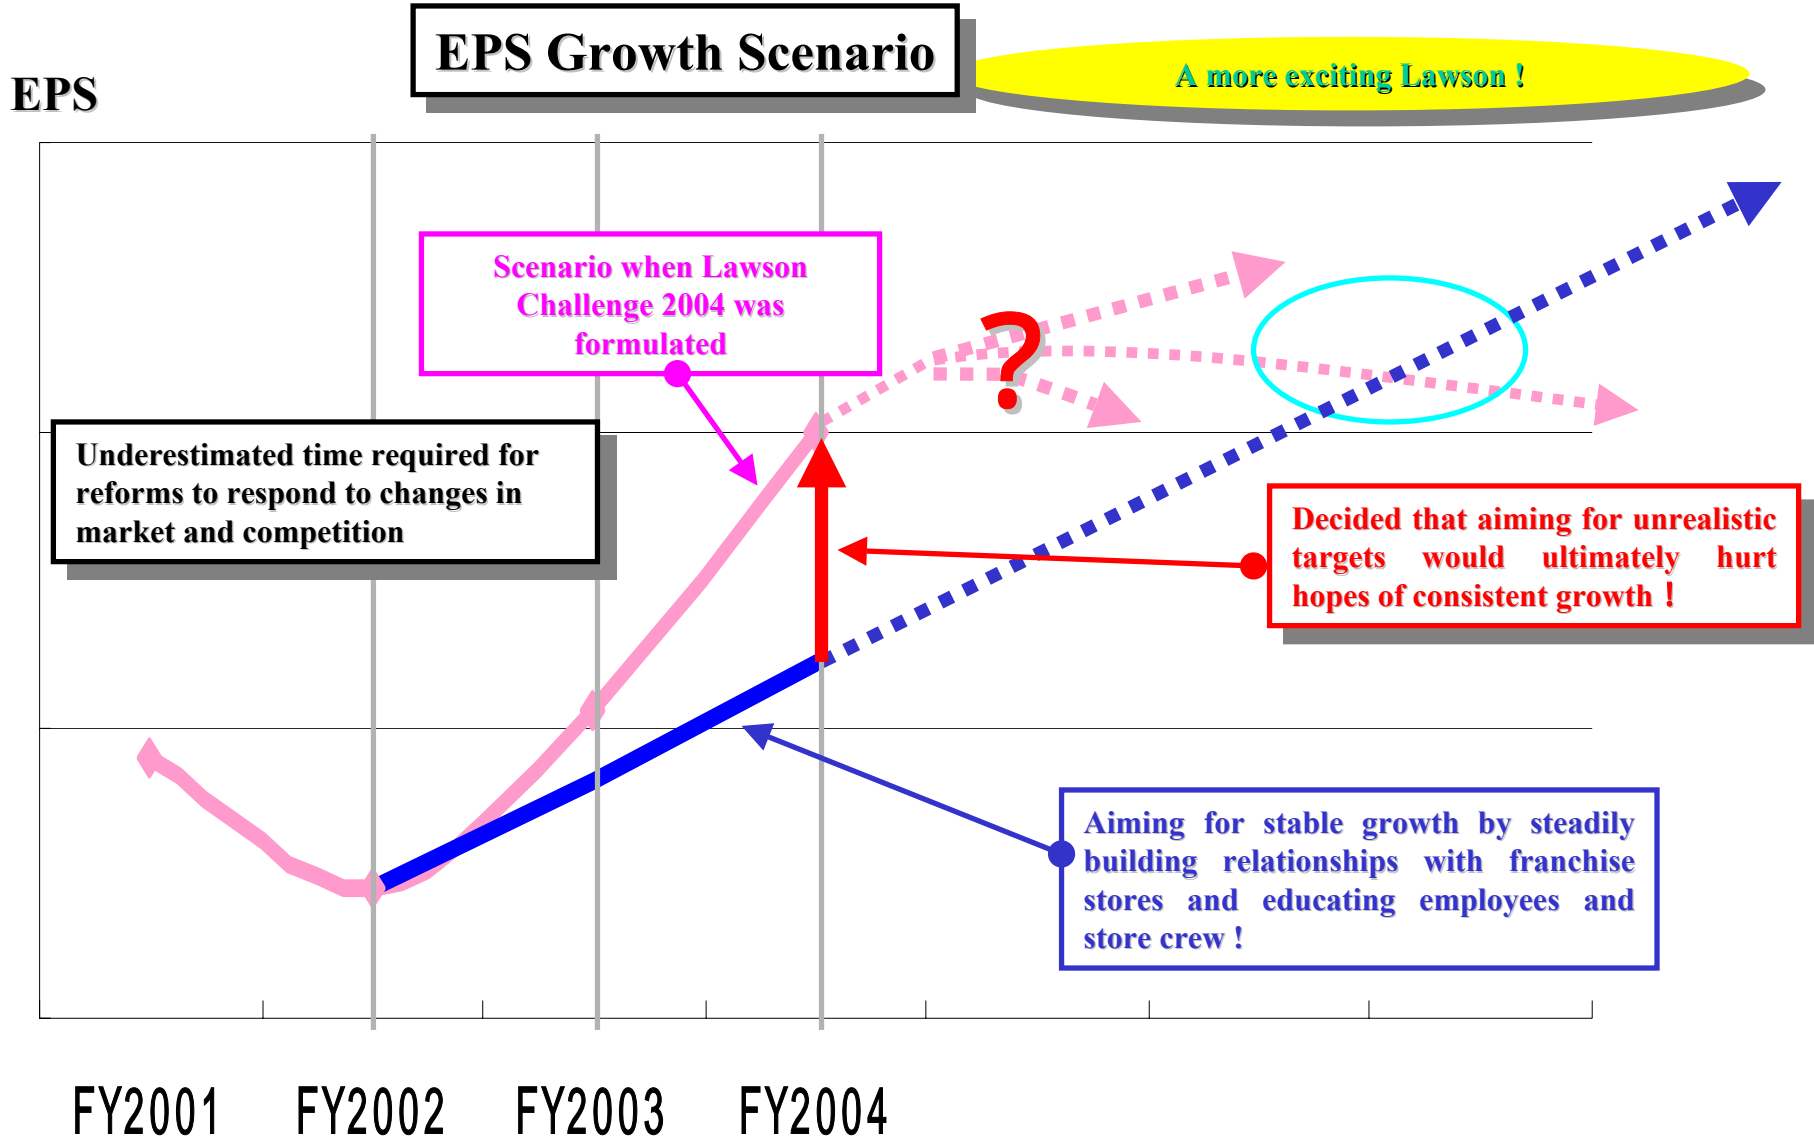 EPS Growth Scenario
A more exciting Lawson !
EPS
Scenario when Lawson
Challenge 2004 was
formulated
?
Underestimated time required for
reforms to respond to changes in
market and competition
Decided that aiming for unrealistic
targets would ultimately hurt
hopes of consistent growth！
Aiming for stable growth by steadily
building relationships with franchise
stores and educating employees and
store crew !
FY2001 FY2002 FY2003 FY2004